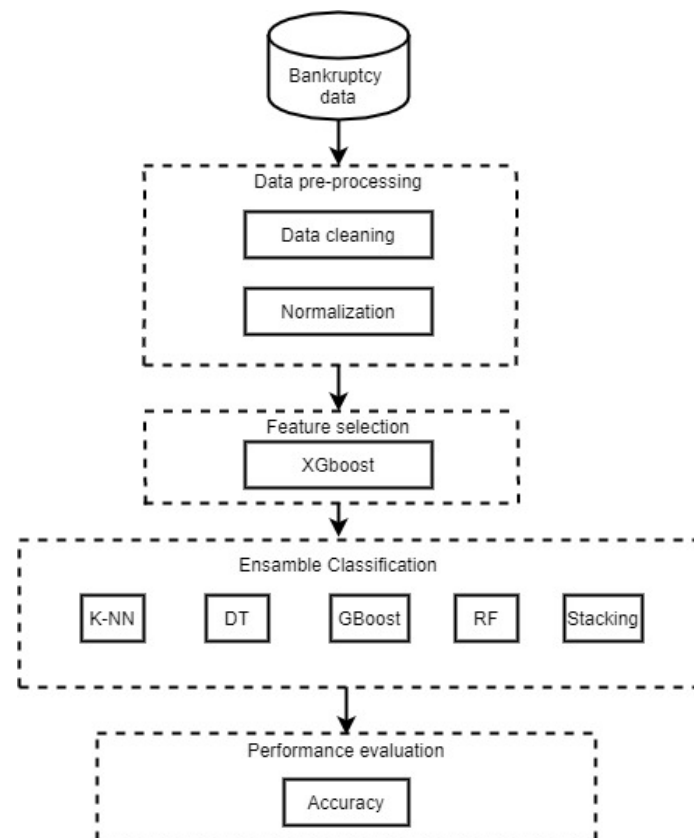 Bankruptcy
data
Data pre-processing
Data cleaning
Normalization
Feature selection
XGboost
Ensamble Classification
K-NN DT GBoost RF Stacking
Performance evaluation
Accuracy